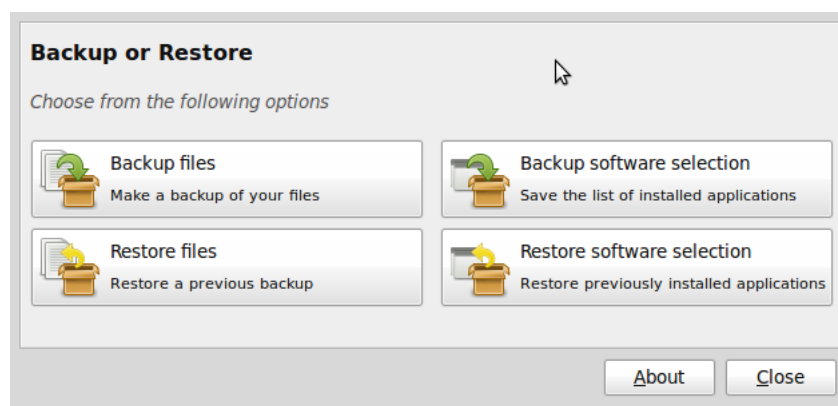 Backup or Restore
Choose from the following options
Backup files
Make a backup of your files
Backup software selection
Save the list of installed applications
Restore files
Restore a previous backup
Restore software selection
Restore previously installed applications
About
Close